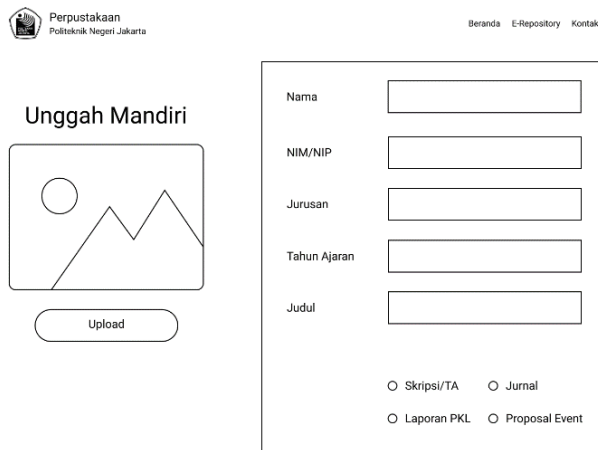 Perpustakaan
Politeknik Negeri Jakarta
Beranda E-Repository Kontak
Unggah Mandiri
Upload
Nama
NIM/NIP
Jurusan
Tahun Ajaran
Judul
Skripsi/TA Jurnal
Laporan PKL Proposal Event